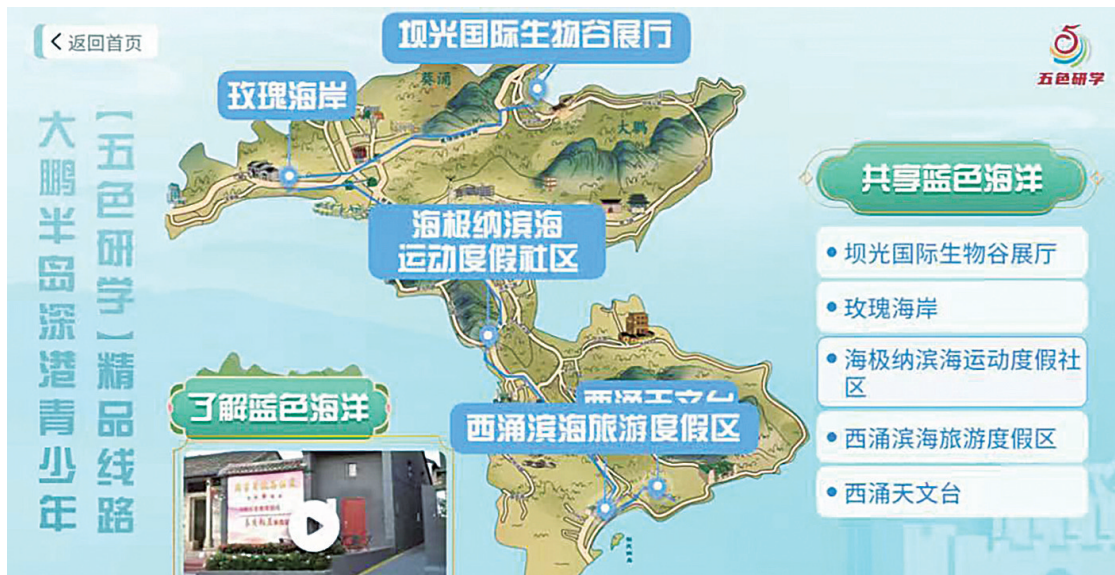 返回首页
五色研学
【五色研学】精品线路
大鹏半岛深港青少年
坝光国际生物谷展厅
玫瑰海岸
葵涌
大鹏
海极纳滨海
运动度假社区
西涌天文台
西涌滨海旅游度假区
了解蓝色海洋
共享蓝色海洋
坝光国际生物谷展厅
玫瑰海岸
海极纳滨海运动度假社
区
西涌滨海旅游度假区
西涌天文台